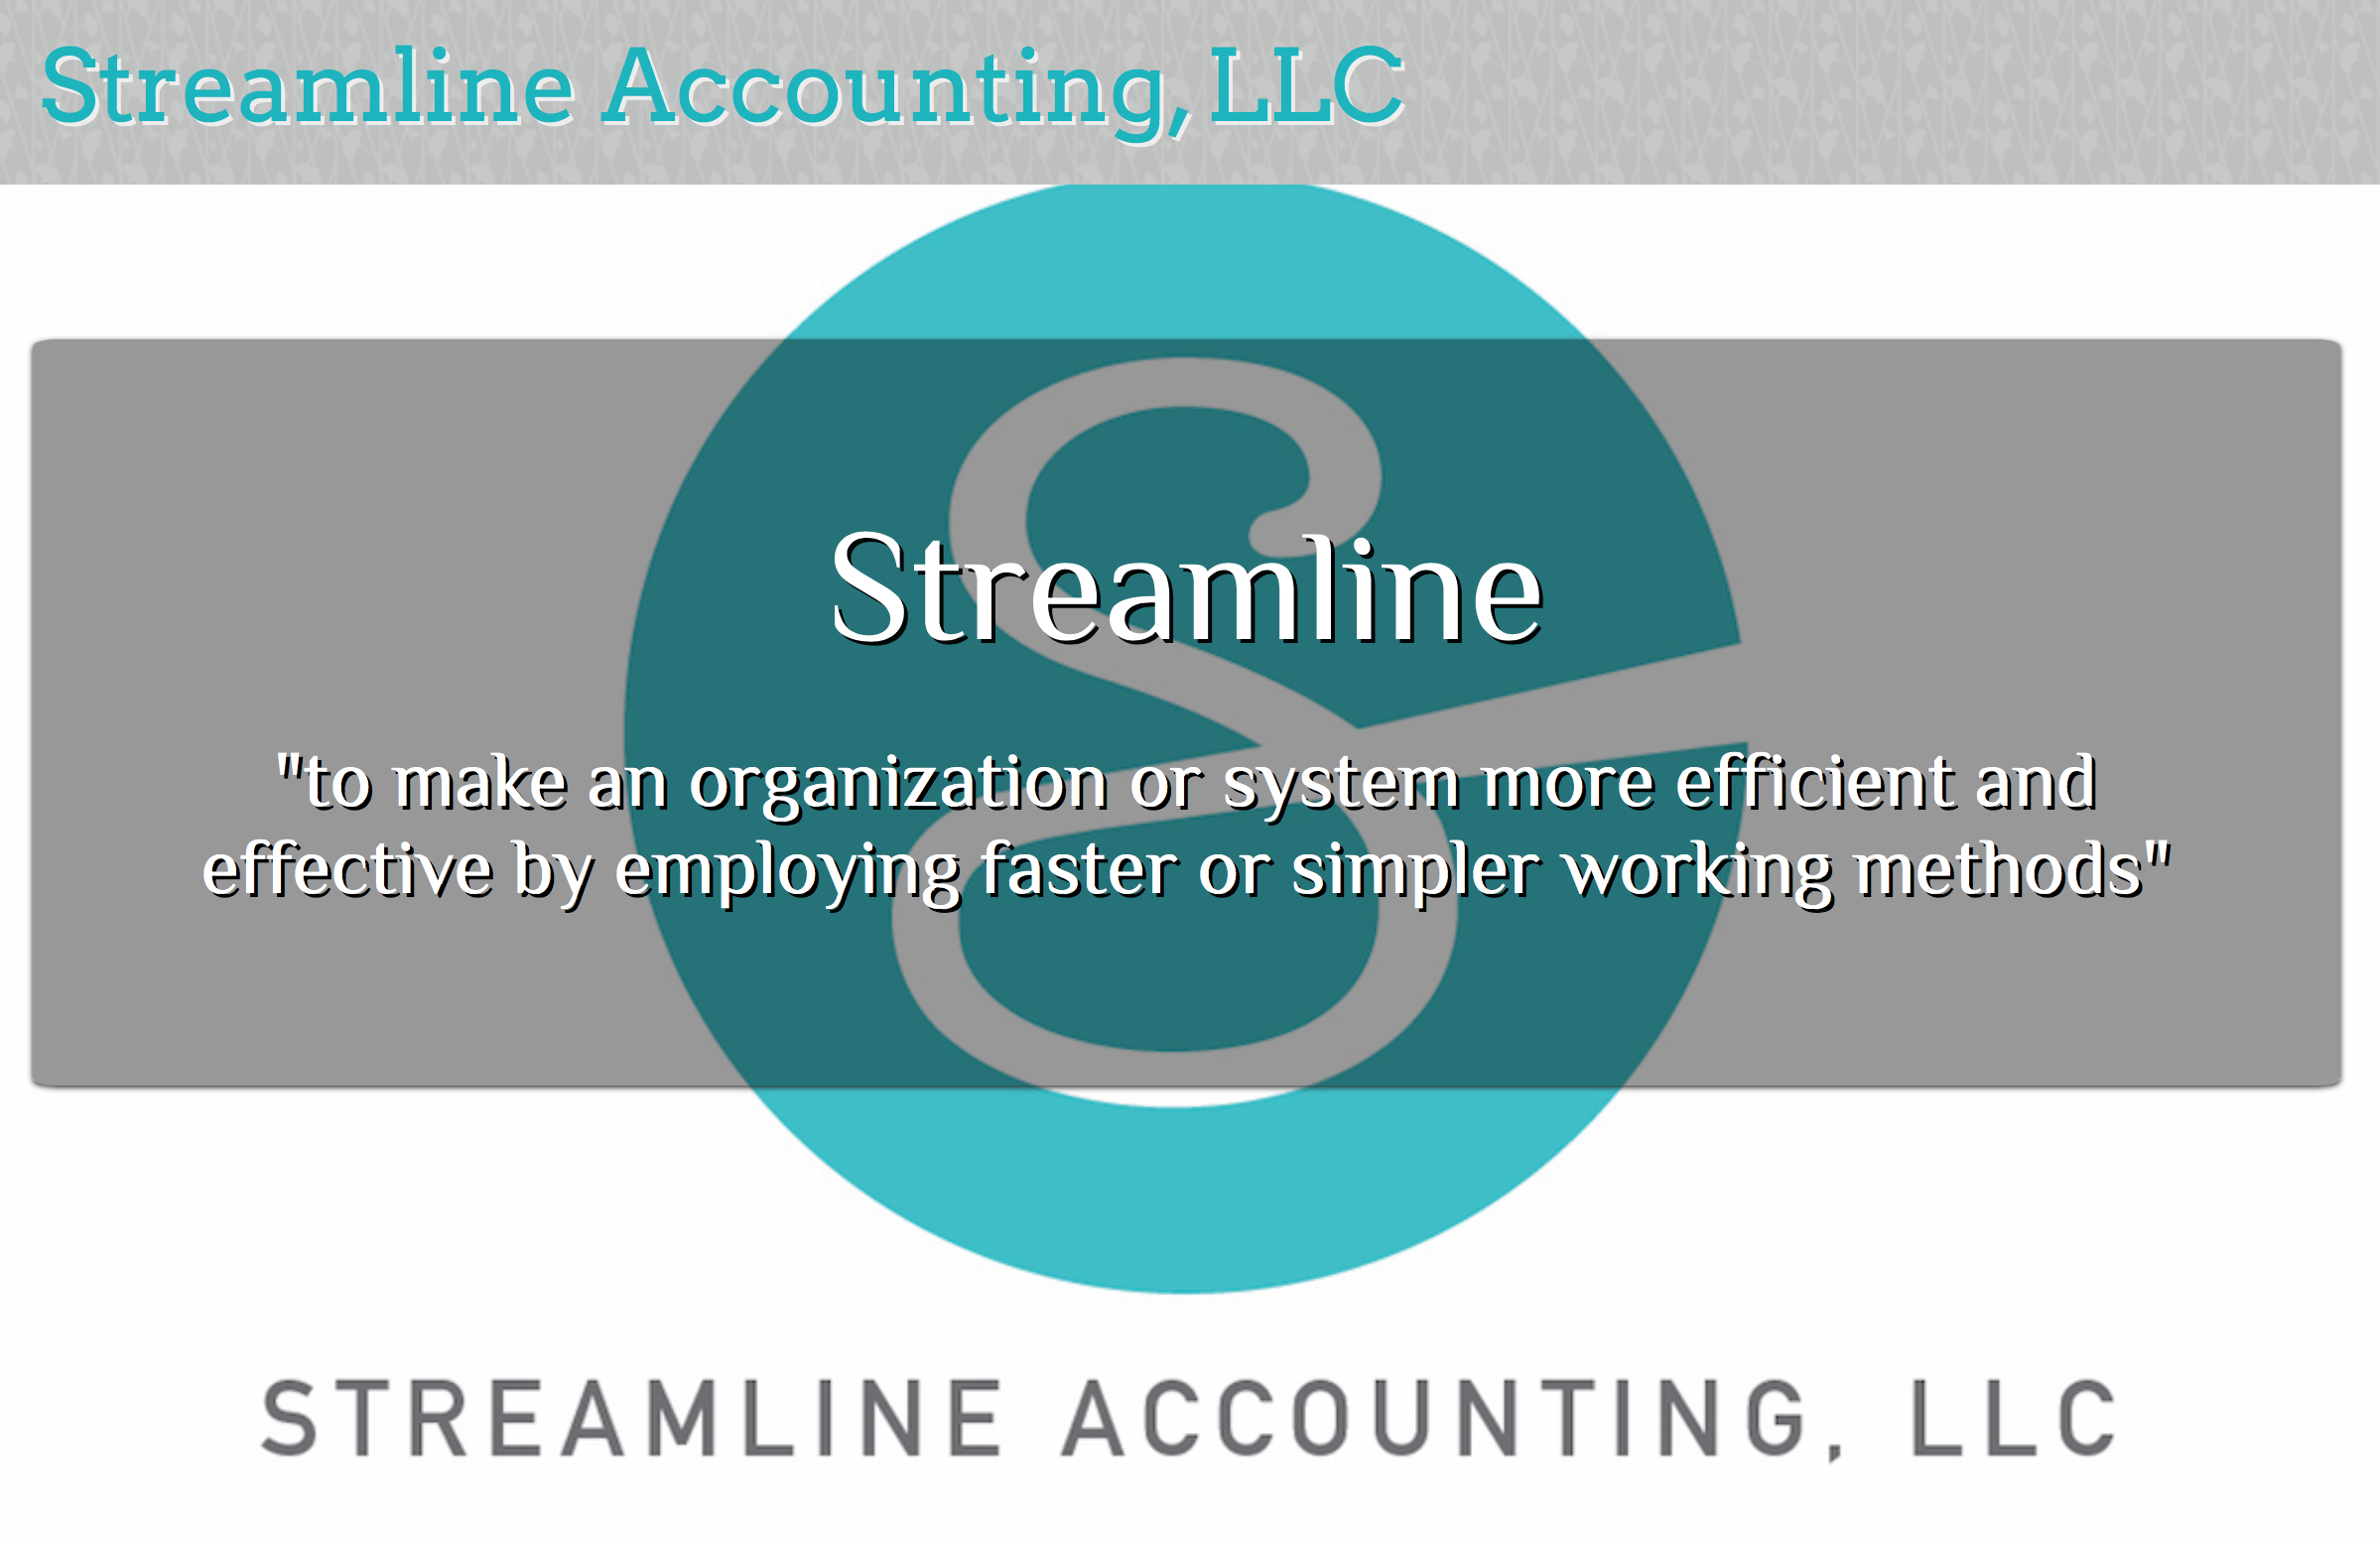 Streamline Accounting, LLC
Streamline
"to make an organization or system more efficient and
effective by employing faster or simpler working methods"
STREAMLINE ACCOUNTING, LLC